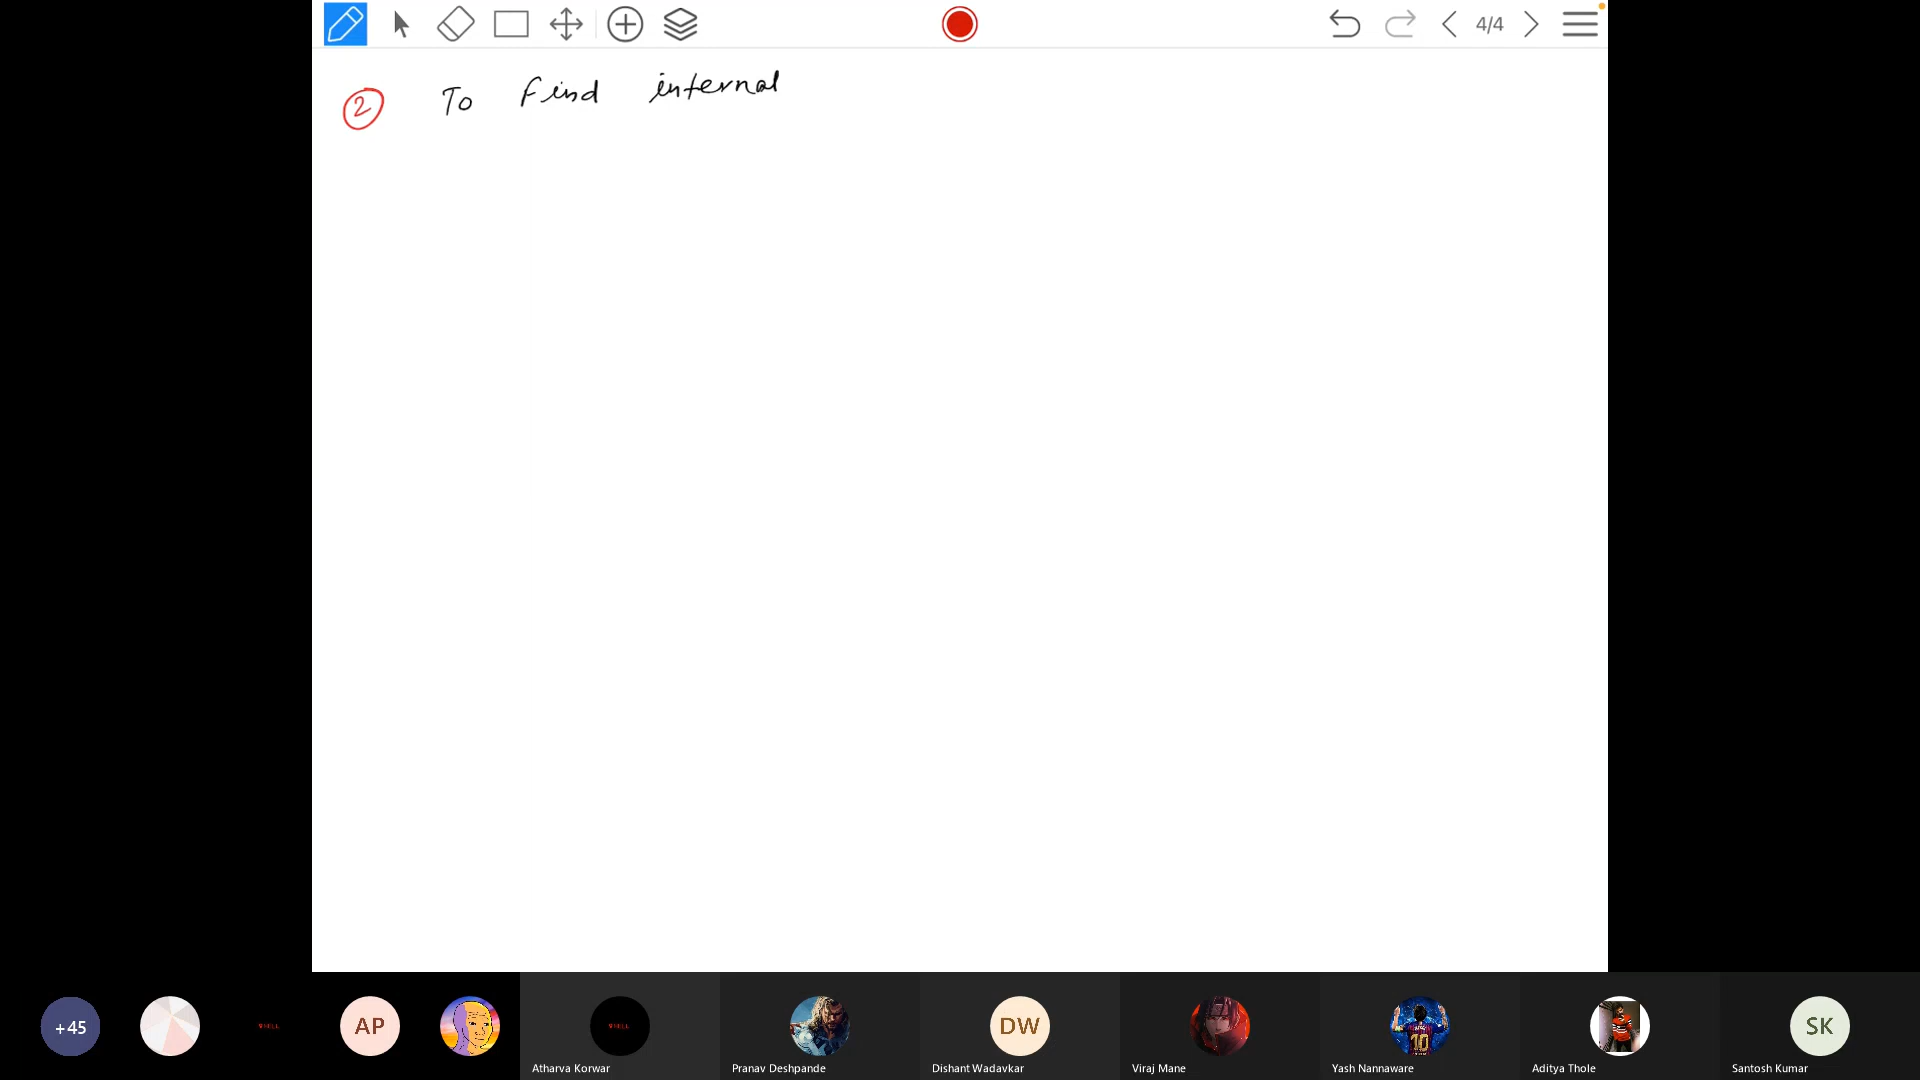 4/4
② To find internal
+45
AP
DW
10
SK
Atharva Korwar
Pranav Deshpande
Dishant Wadavkar
Viraj Mane
Yash Nannaware
Aditya Thole
Santosh Kumar